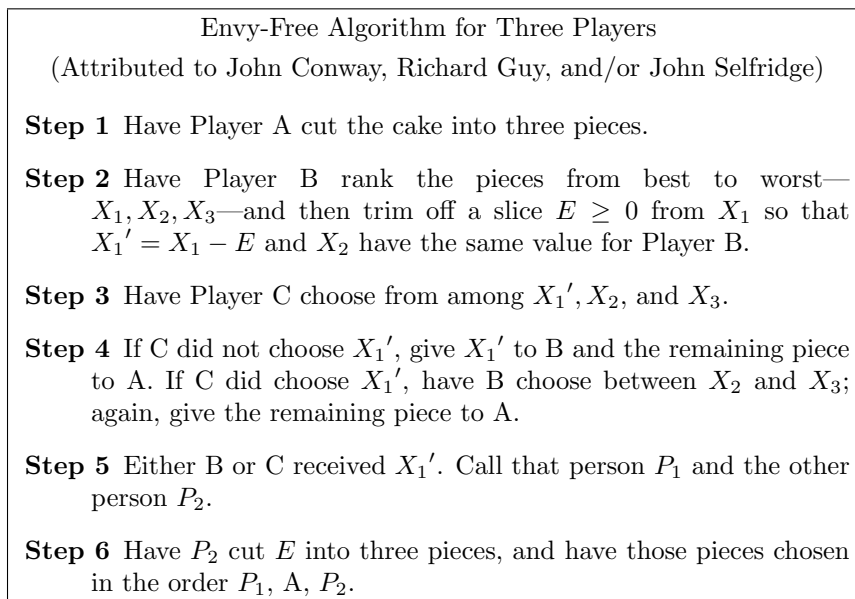 Envy-Free Algorithm for Three Players
(Attributed to John Conway, Richard Guy, and/or John Selfridge)
Step 1 Have Player A cut the cake into three pieces.
Step 2 Have Player B rank the pieces from best to worst—
X₁, X₂, X₃—and then trim off a slice E ≥ 0 from X₁ so that
X₁′ = X₁ − E and X₂ have the same value for Player B.
Step 3 Have Player C choose from among X₁′, X₂, and X₃.
Step 4 If C did not choose X₁′, give X₁′ to B and the remaining piece
to A. If C did choose X₁′, have B choose between X₂ and X₃;
again, give the remaining piece to A.
Step 5 Either B or C received X₁′. Call that person P₁ and the other
person P₂.
Step 6 Have P₂ cut E into three pieces, and have those pieces chosen
in the order P₁, A, P₂.